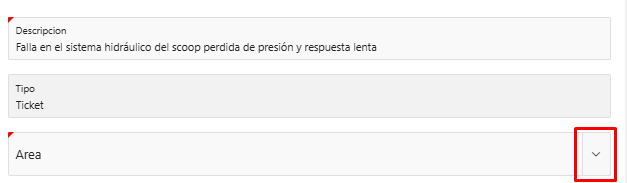 Descripcion
Falla en el sistema hidráulico del scoop perdida de presión y respuesta lenta
Tipo
Ticket
Area